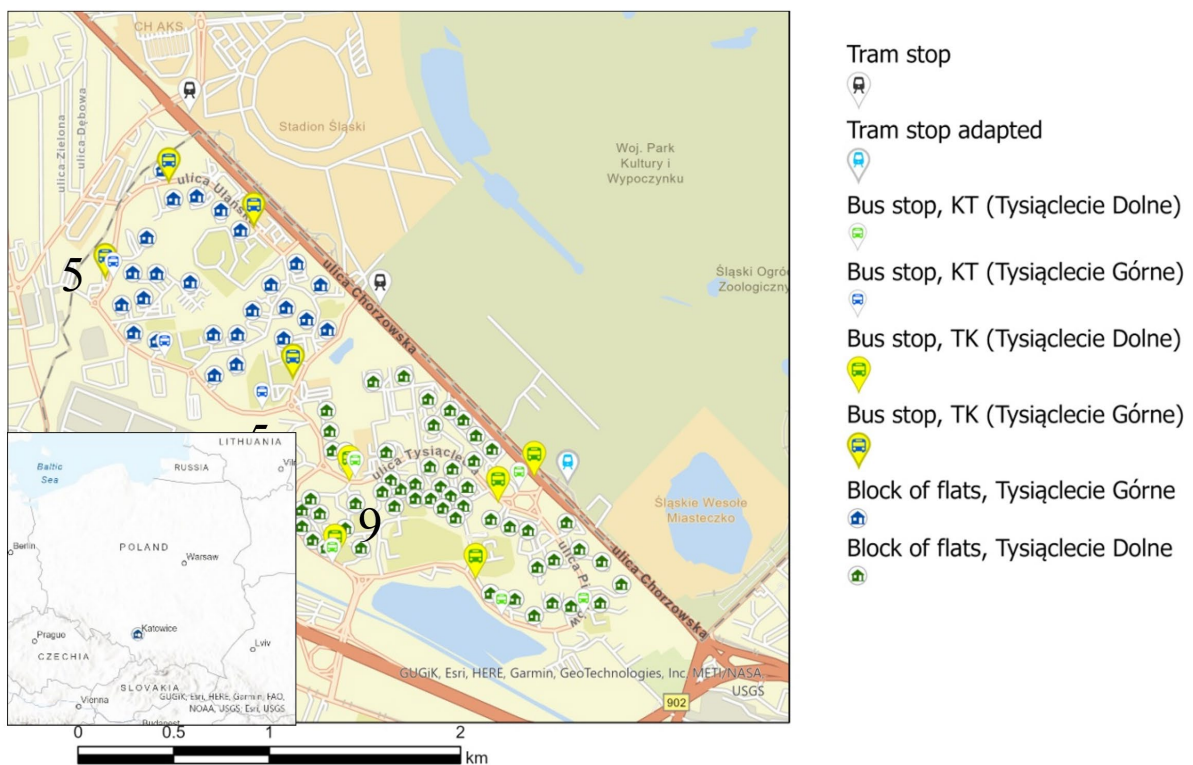 CH AKS
ulica Zielona
ulica Dębowa
Stadion Śląski
ulica Ułańska
5
Woj. Park
Kultury i
Wypoczynku
Śląski Ogród
Zoologiczny
ulica Chorzowska
ulica Tysiąclecia
9
Śląskie Wesołe
Miasteczko
ulica Chorzowska
GUGiK, Esri, HERE, Garmin, GeoTechnologies, Inc, METI/NASA,
USGS
902
LITHUANIA
Baltic
Sea
RUSSIA
Berlin
POLAND
Warsaw
Prague
Katowice
Lviv
CZECHIA
SLOVAKIA
GUGiK, Esri, HERE, Garmin, FAO,
NOAA, USGS; Esri, USGS
Vienna
Budapest
0 0.5 1 2
km
Tram stop
Tram stop adapted
Bus stop, KT (Tysiąclecie Dolne)
Bus stop, KT (Tysiąclecie Górne)
Bus stop, TK (Tysiąclecie Dolne)
Bus stop, TK (Tysiąclecie Górne)
Block of flats, Tysiąclecie Górne
Block of flats, Tysiąclecie Dolne